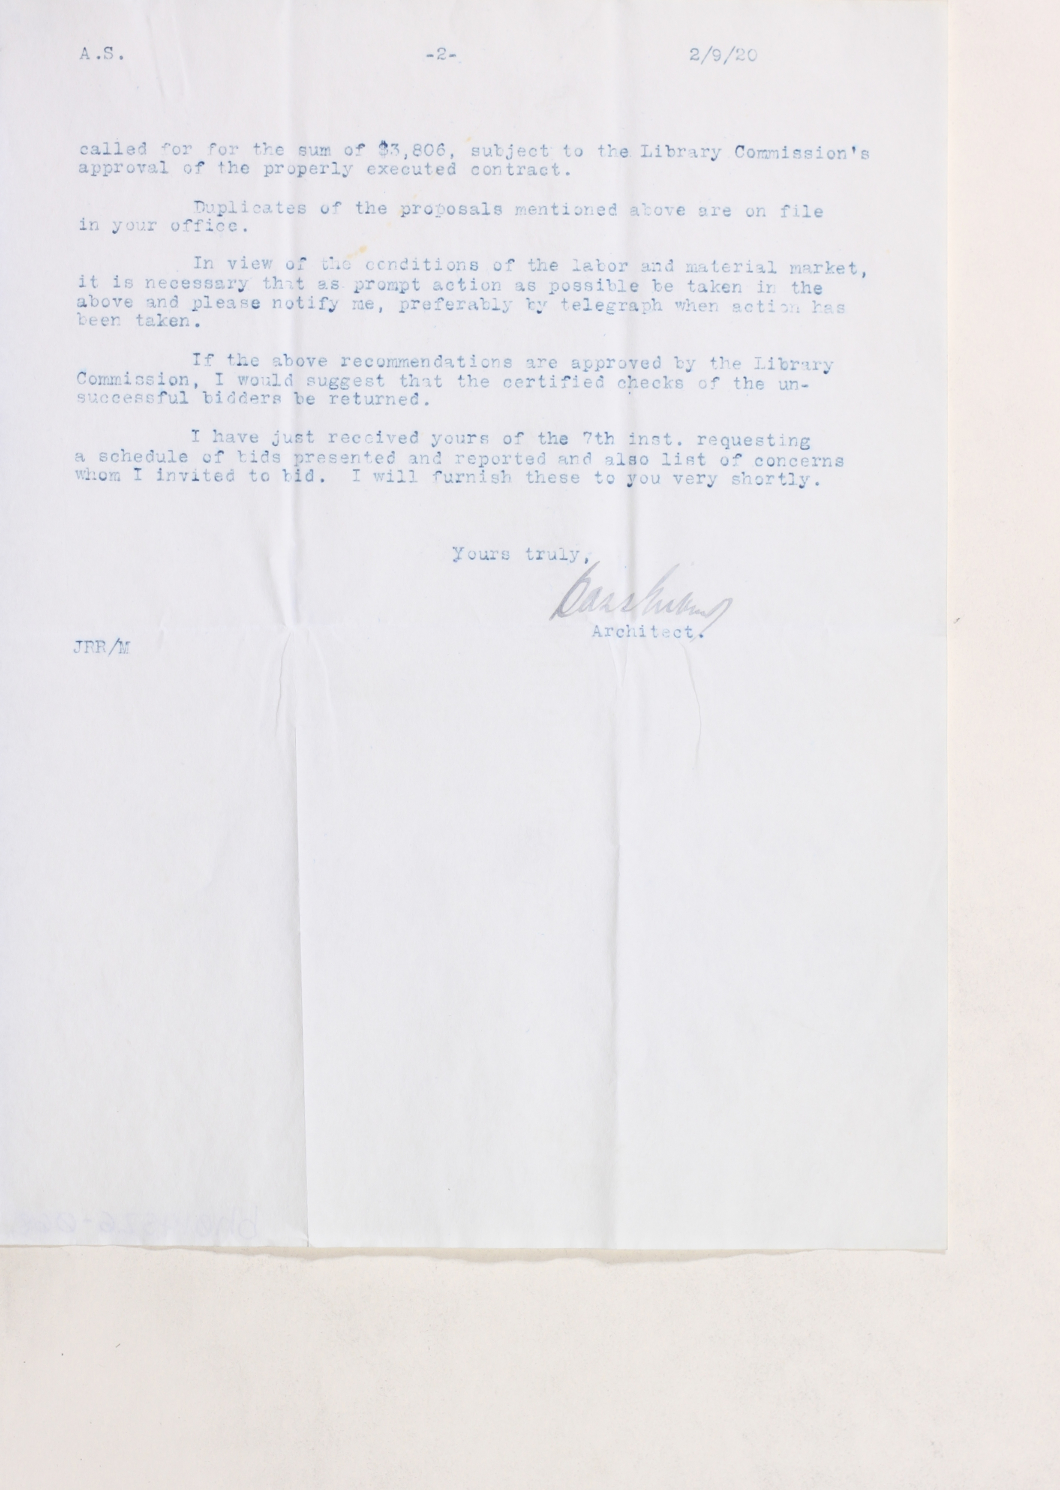 A.S. -2- 2/9/20
called for for the sum of $3,806, subject to the Library Commission's
approval of the properly executed contract.
Duplicates of the proposals mentioned above are on file
in your office.
In view of the conditions of the labor and material market,
it is necessary that as prompt action as possible be taken in the
above and please notify me, preferably by telegraph when action has
been taken.
If the above recommendations are approved by the Library
Commission, I would suggest that the certified checks of the un-
successful bidders be returned.
I have just received yours of the 7th inst. requesting
a schedule of bids presented and reported and also list of concerns
whom I invited to bid. I will furnish these to you very shortly.
Yours truly,
Cass Gilbert
Architect.
JRR/M